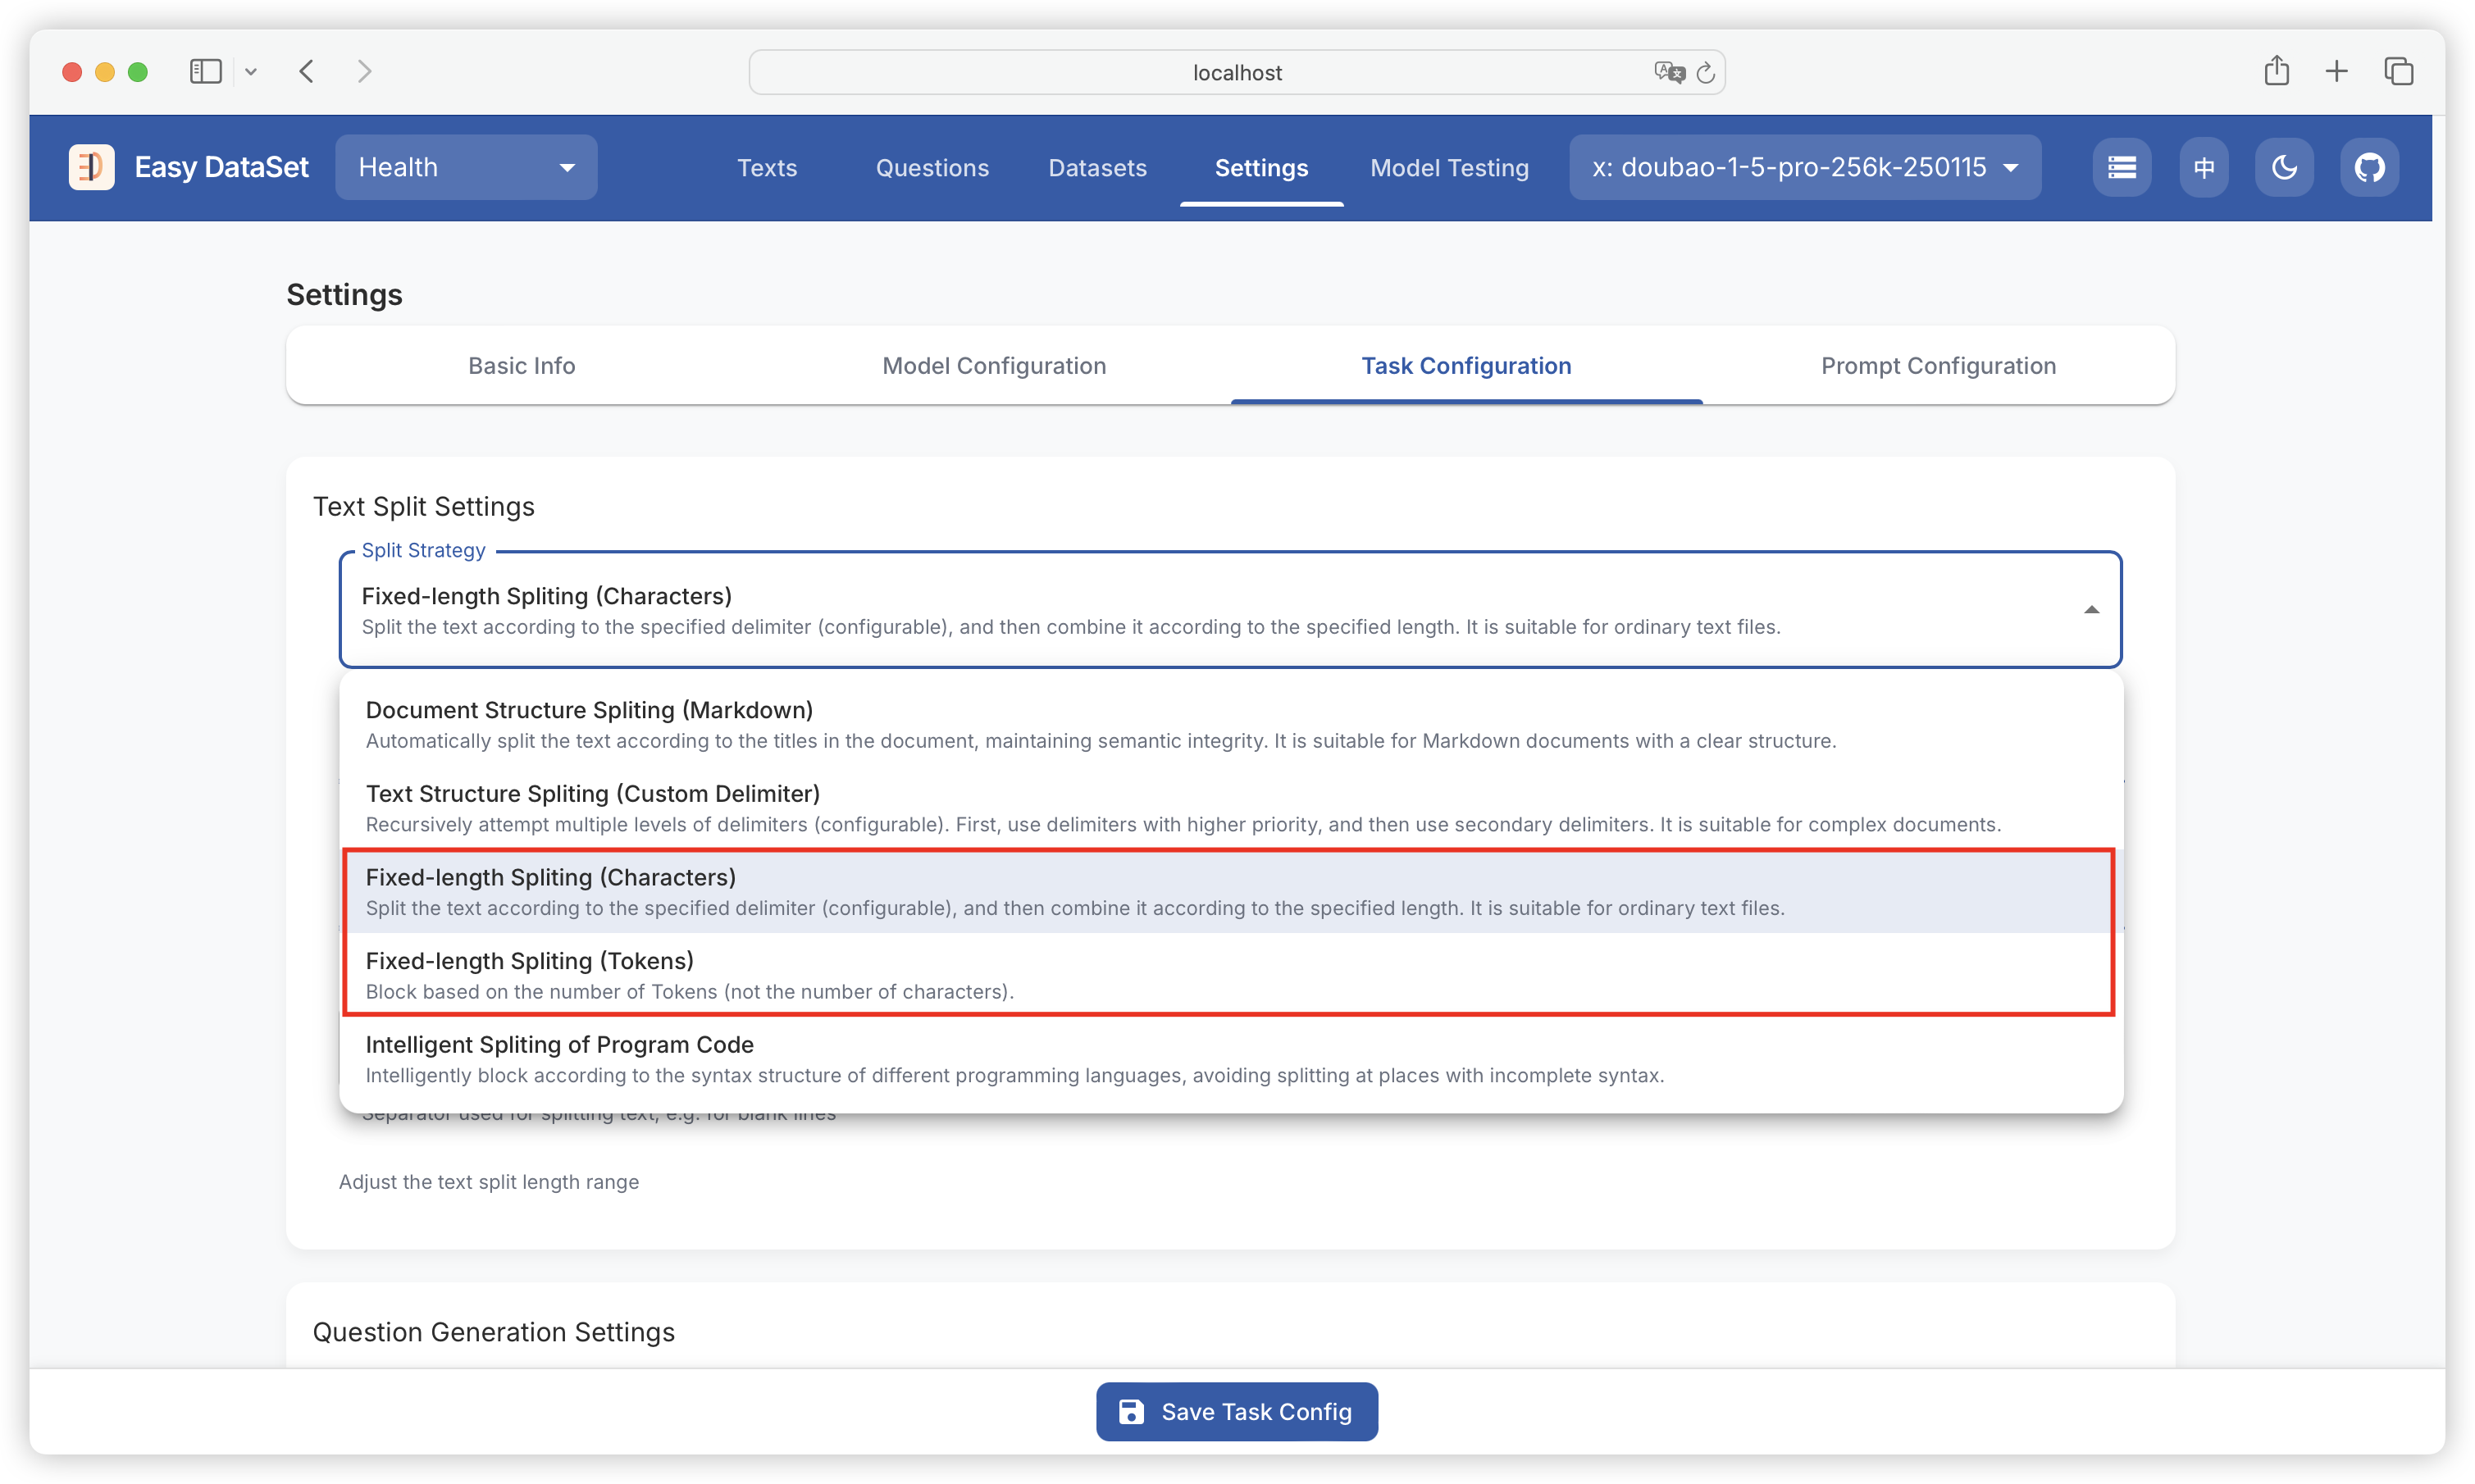 localhost
Easy DataSet
Health
Texts
Questions
Datasets
Settings
Model Testing
x: doubao-1-5-pro-256k-250115
中
Settings
Basic Info
Model Configuration
Task Configuration
Prompt Configuration
Text Split Settings
Split Strategy
Fixed-length Spliting (Characters)
Split the text according to the specified delimiter (configurable), and then combine it according to the specified length. It is suitable for ordinary text files.
Document Structure Spliting (Markdown)
Automatically split the text according to the titles in the document, maintaining semantic integrity. It is suitable for Markdown documents with a clear structure.
Text Structure Spliting (Custom Delimiter)
Recursively attempt multiple levels of delimiters (configurable). First, use delimiters with higher priority, and then use secondary delimiters. It is suitable for complex documents.
Fixed-length Spliting (Characters)
Split the text according to the specified delimiter (configurable), and then combine it according to the specified length. It is suitable for ordinary text files.
Fixed-length Spliting (Tokens)
Block based on the number of Tokens (not the number of characters).
Intelligent Spliting of Program Code
Intelligently block according to the syntax structure of different programming languages, avoiding splitting at places with incomplete syntax.
Separator used for splitting text, e.g. for blank lines
Adjust the text split length range
Question Generation Settings
Save Task Config